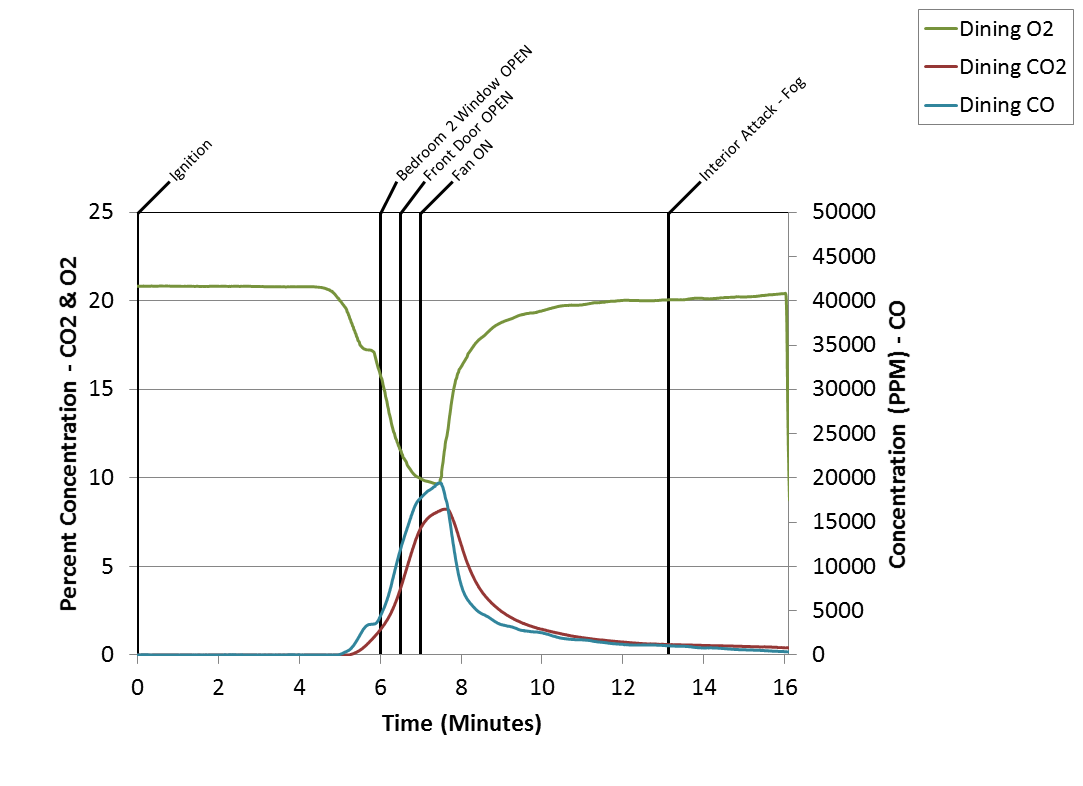 Dining O2
Dining CO2
Dining CO
Ignition
Bedroom 2 Window OPEN
Front Door OPEN
Fan ON
Interior Attack - Fog
25
20
15
10
5
0
Percent Concentration - CO2 & O2
50000
45000
40000
35000
30000
25000
20000
15000
10000
5000
0
Concentration (PPM) - CO
0 2 4 6 8 10 12 14 16
Time (Minutes)